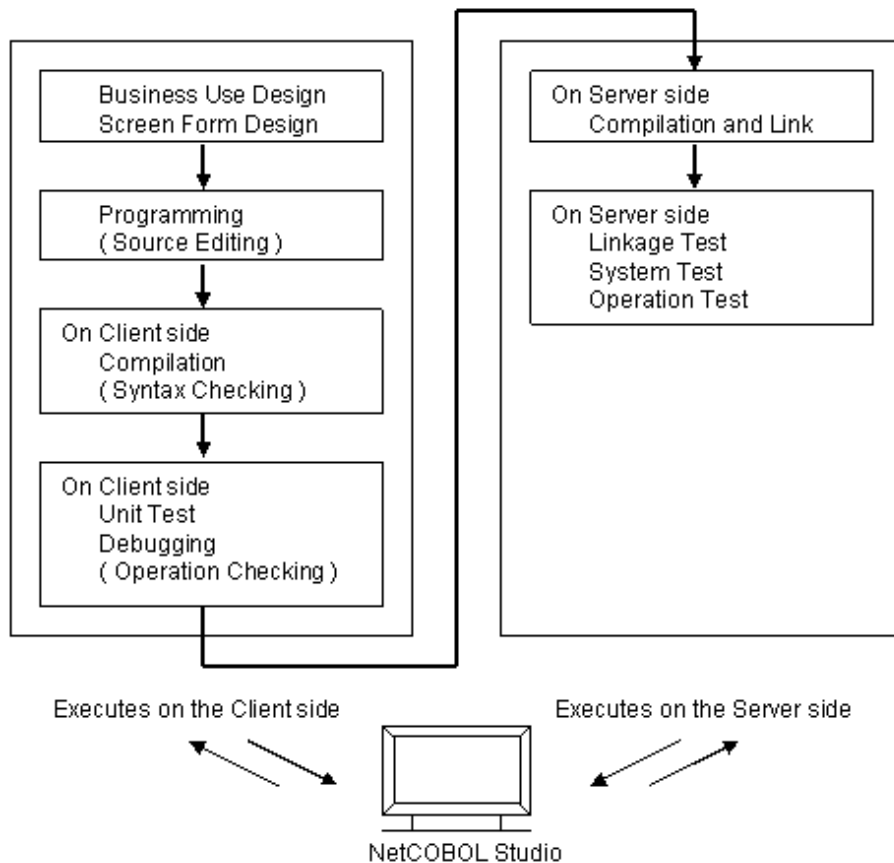 Business Use Design
Screen Form Design
Programming
( Source Editing )
On Client side
Compilation
( Syntax Checking )
On Client side
Unit Test
Debugging
( Operation Checking )
On Server side
Compilation and Link
On Server side
Linkage Test
System Test
Operation Test
Executes on the Client side
Executes on the Server side
NetCOBOL Studio